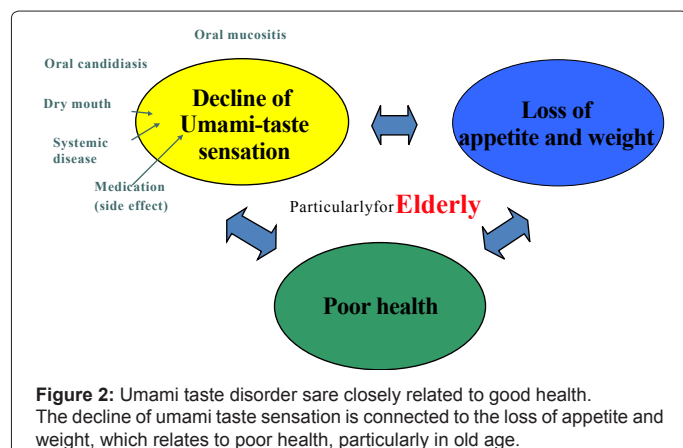 Oral mucositis
Oral candidiasis
Dry mouth
Systemic
disease
Medication
(side effect)
Decline of
Umami-taste
sensation
Loss of
appetite and weight
ParticularlyforElderly
Poor health
Figure 2: Umami taste disorder sare closely related to good health.
The decline of umami taste sensation is connected to the loss of appetite and
weight, which relates to poor health, particularly in old age.